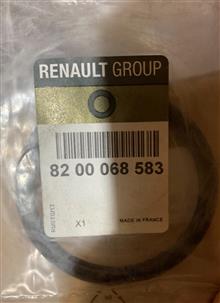 RENAULT GROUP
82 00 068 583
X1
MADE IN FRANCE